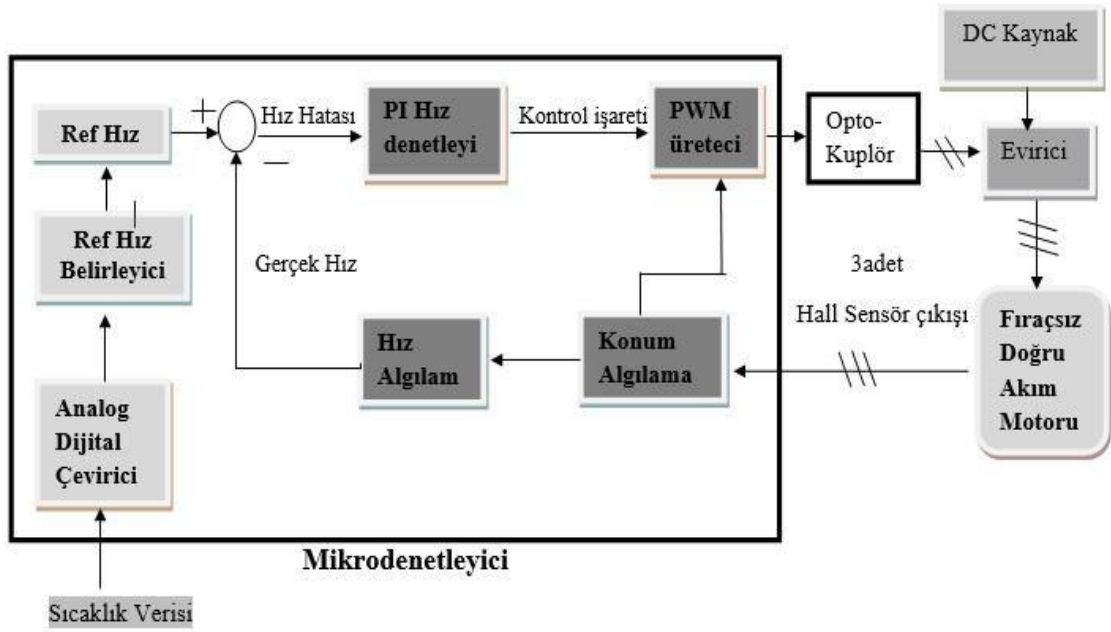 DC Kaynak
Ref Hız
+
Hız Hatası
PI Hız
denetleyi
Kontrol işareti
PWM
üreteci
Opto-
Kuplör
Evirici
—
Ref Hız
Belirleyici
Gerçek Hız
3adet
Hall Sensör çıkışı
Hız
Algılam
Konum
Algılama
Fıraçsız
Doğru
Akım
Motoru
Analog
Dijital
Çevirici
Mikrodenetleyici
Sıcaklık Verisi